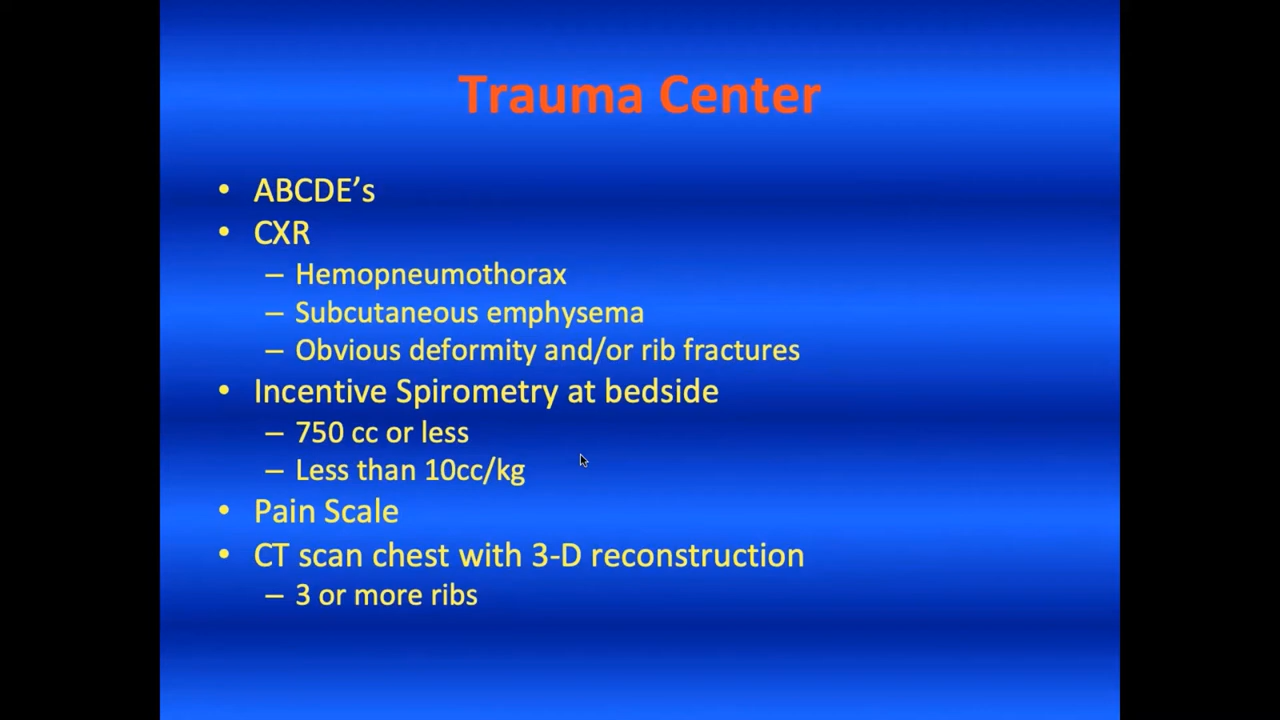 Trauma Center
• ABCDE’s
• CXR
– Hemopneumothorax
– Subcutaneous emphysema
– Obvious deformity and/or rib fractures
• Incentive Spirometry at bedside
– 750 cc or less
– Less than 10cc/kg
• Pain Scale
• CT scan chest with 3-D reconstruction
– 3 or more ribs